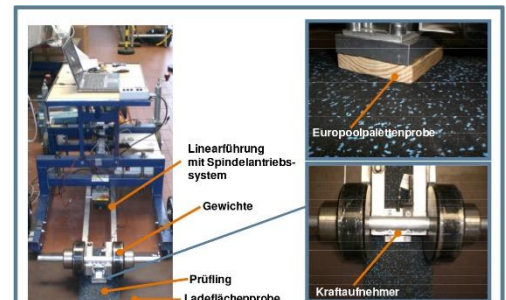 Linearführung
mit Spindelantriebs-
system
Gewichte
Prüfling
Ladeflächenprobe
Europoolpalettenprobe
Kraftaufnehmer